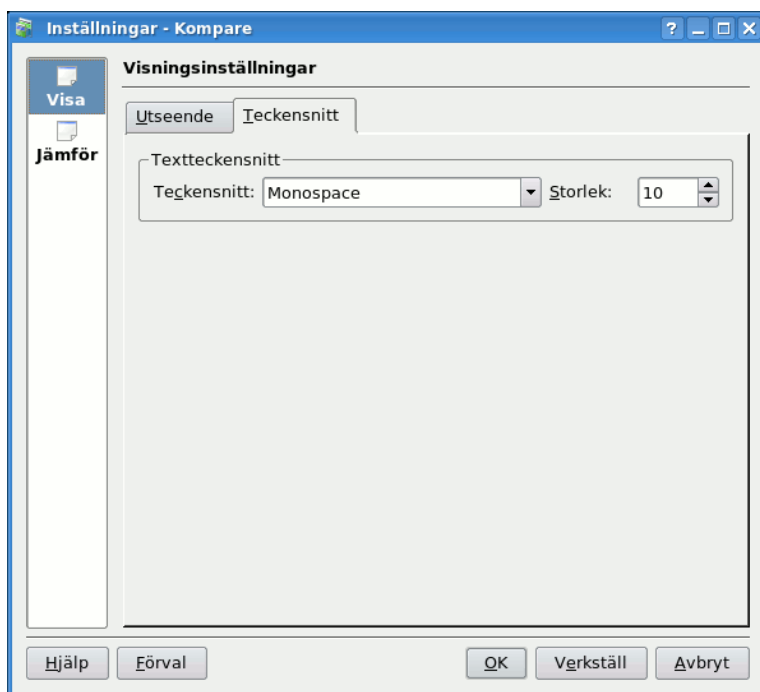 Inställningar - Kompare
Visa
Jämför
Visningsinställningar
Utseende
Teckensnitt
Textteckensnitt
Teckensnitt: Monospace Storlek: 10
Hjälp Förval OK Verkställ Avbryt